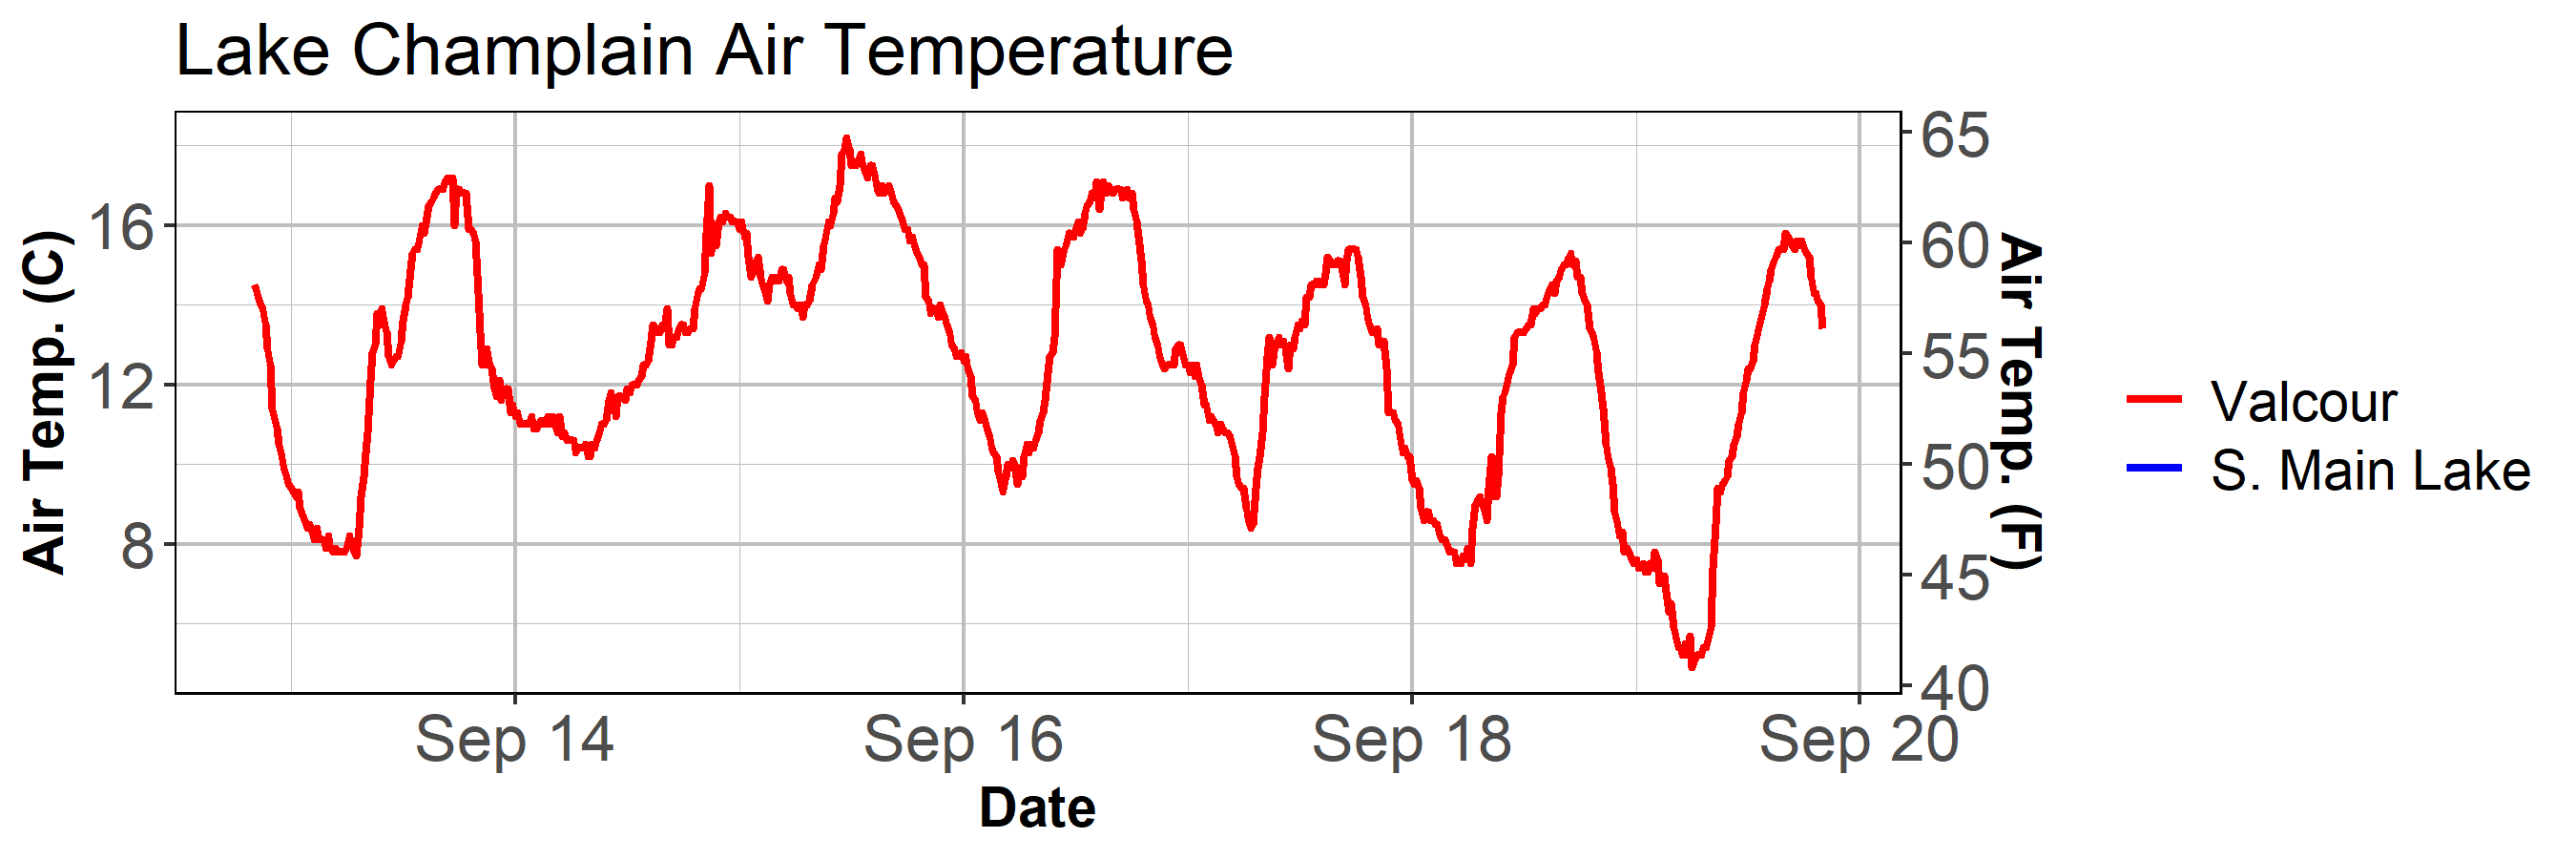 Lake Champlain Air Temperature
Air Temp. (C)
16
12
8
65
60
55
50
45
40
Air Temp. (F)
Sep 14
Sep 16
Sep 18
Sep 20
Date
Valcour
S. Main Lake